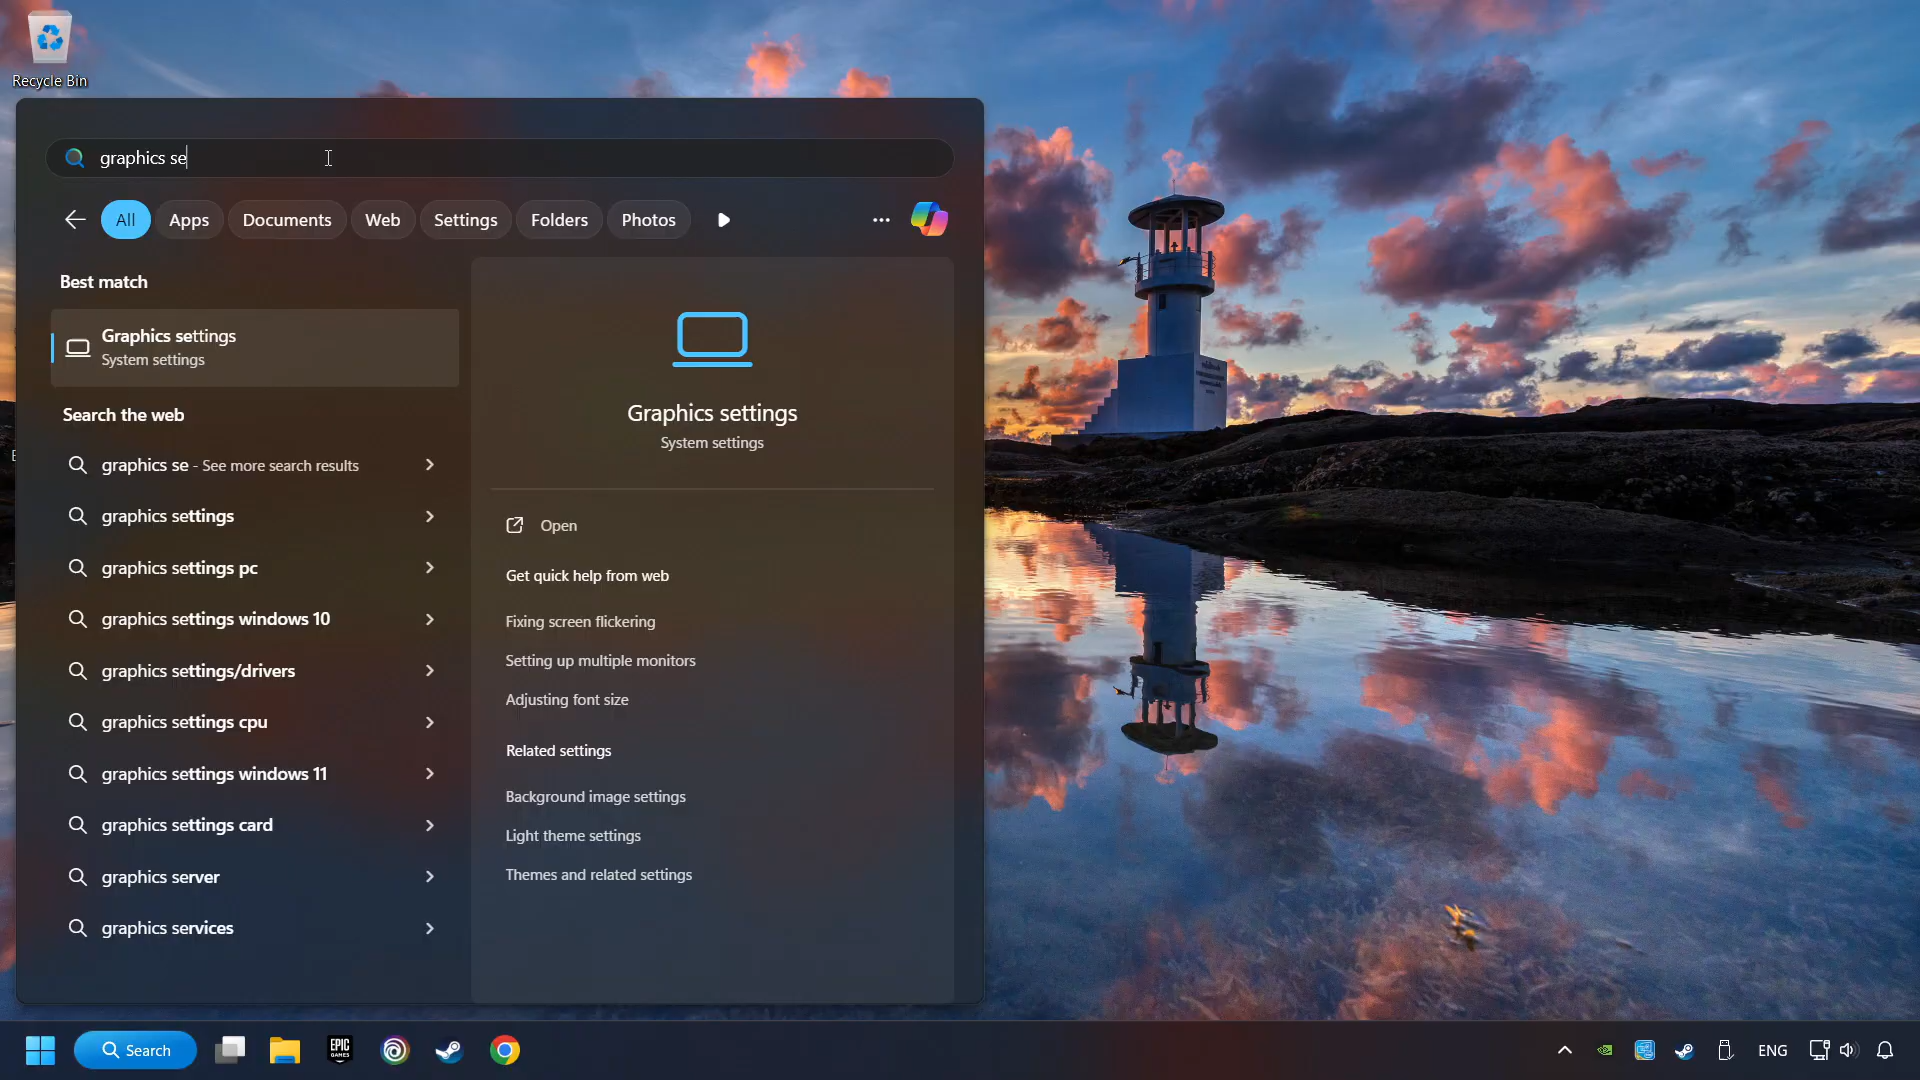 Recycle Bin
graphics se
All
Apps
Documents
Web
Settings
Folders
Photos
Best match
Graphics settings
System settings
Search the web
graphics se - See more search results
graphics settings
graphics settings pc
graphics settings windows 10
graphics settings/drivers
graphics settings cpu
graphics settings windows 11
graphics settings card
graphics server
graphics services
Graphics settings
System settings
Open
Get quick help from web
Fixing screen flickering
Setting up multiple monitors
Adjusting font size
Related settings
Background image settings
Light theme settings
Themes and related settings
Search
EPIC
GAMES
ENG